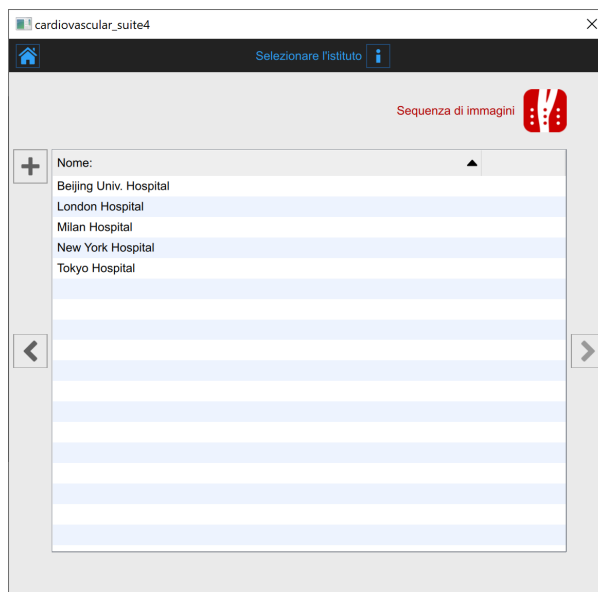 cardiovascular_suite4
Selezionare l'istituto
Sequenza di immagini
Nome:
Beijing Univ. Hospital
London Hospital
Milan Hospital
New York Hospital
Tokyo Hospital